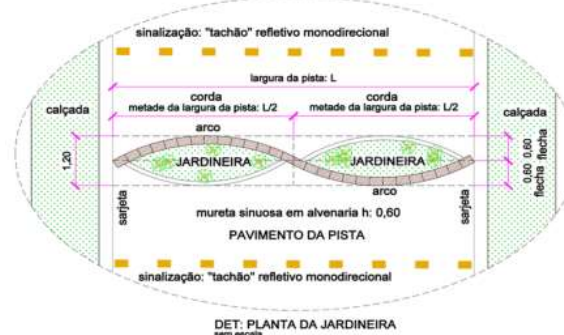 sinalização: "tachão" refletivo monodirecional
largura da pista: L
corda
corda
calçada
metade da largura da pista: L/2
metade da largura da pista: L/2
calçada
arco
1,20
JARDINEIRA
JARDINEIRA
0,60
flecha
0,60
flecha
arco
sarjeta
mureta sinuosa em alvenaria h: 0,60
sarjeta
PAVIMENTO DA PISTA
sinalização: "tachão" refletivo monodirecional
DET: PLANTA DA JARDINEIRA
sem escala